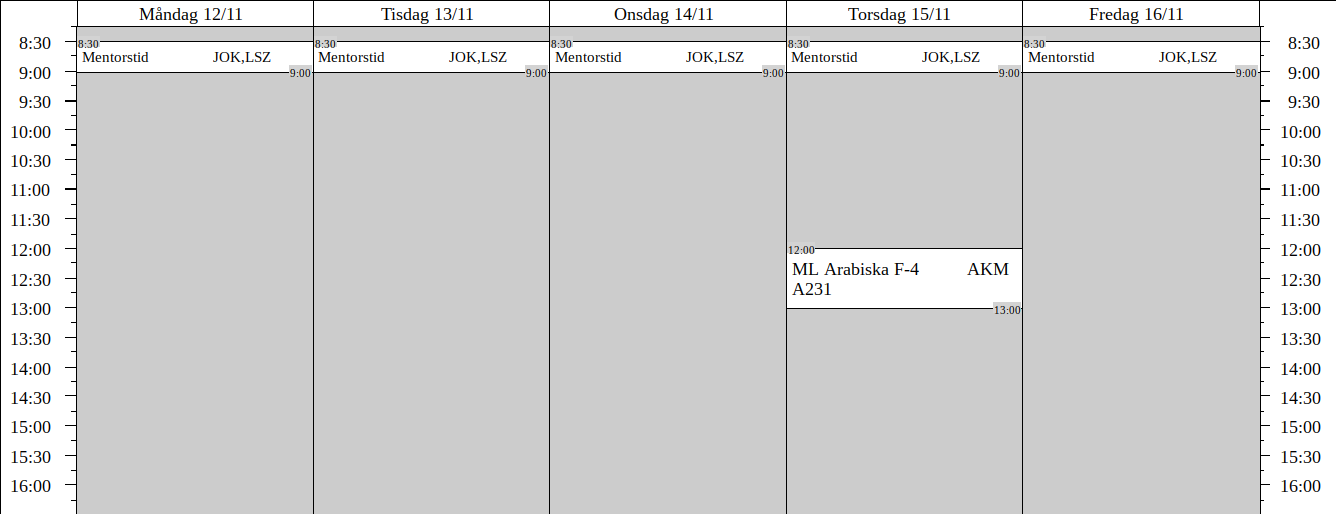 Måndag 12/11 Tisdag 13/11 Onsdag 14/11 Torsdag 15/11 Fredag 16/11
8:30 8:30 8:30 8:30 8:30 8:30 8:30
Mentorstid JOK,LSZ Mentorstid JOK,LSZ Mentorstid JOK,LSZ Mentorstid JOK,LSZ Mentorstid JOK,LSZ
9:00 9:00 9:00 9:00 9:00 9:00 9:00
9:30 9:30
10:00 10:00
10:30 10:30
11:00 11:00
11:30 11:30
12:00 12:00 12:00
ML Arabiska F-4 AKM
12:30 12:30
A231
13:00 13:00 13:00
13:30 13:30
14:00 14:00
14:30 14:30
15:00 15:00
15:30 15:30
16:00 16:00